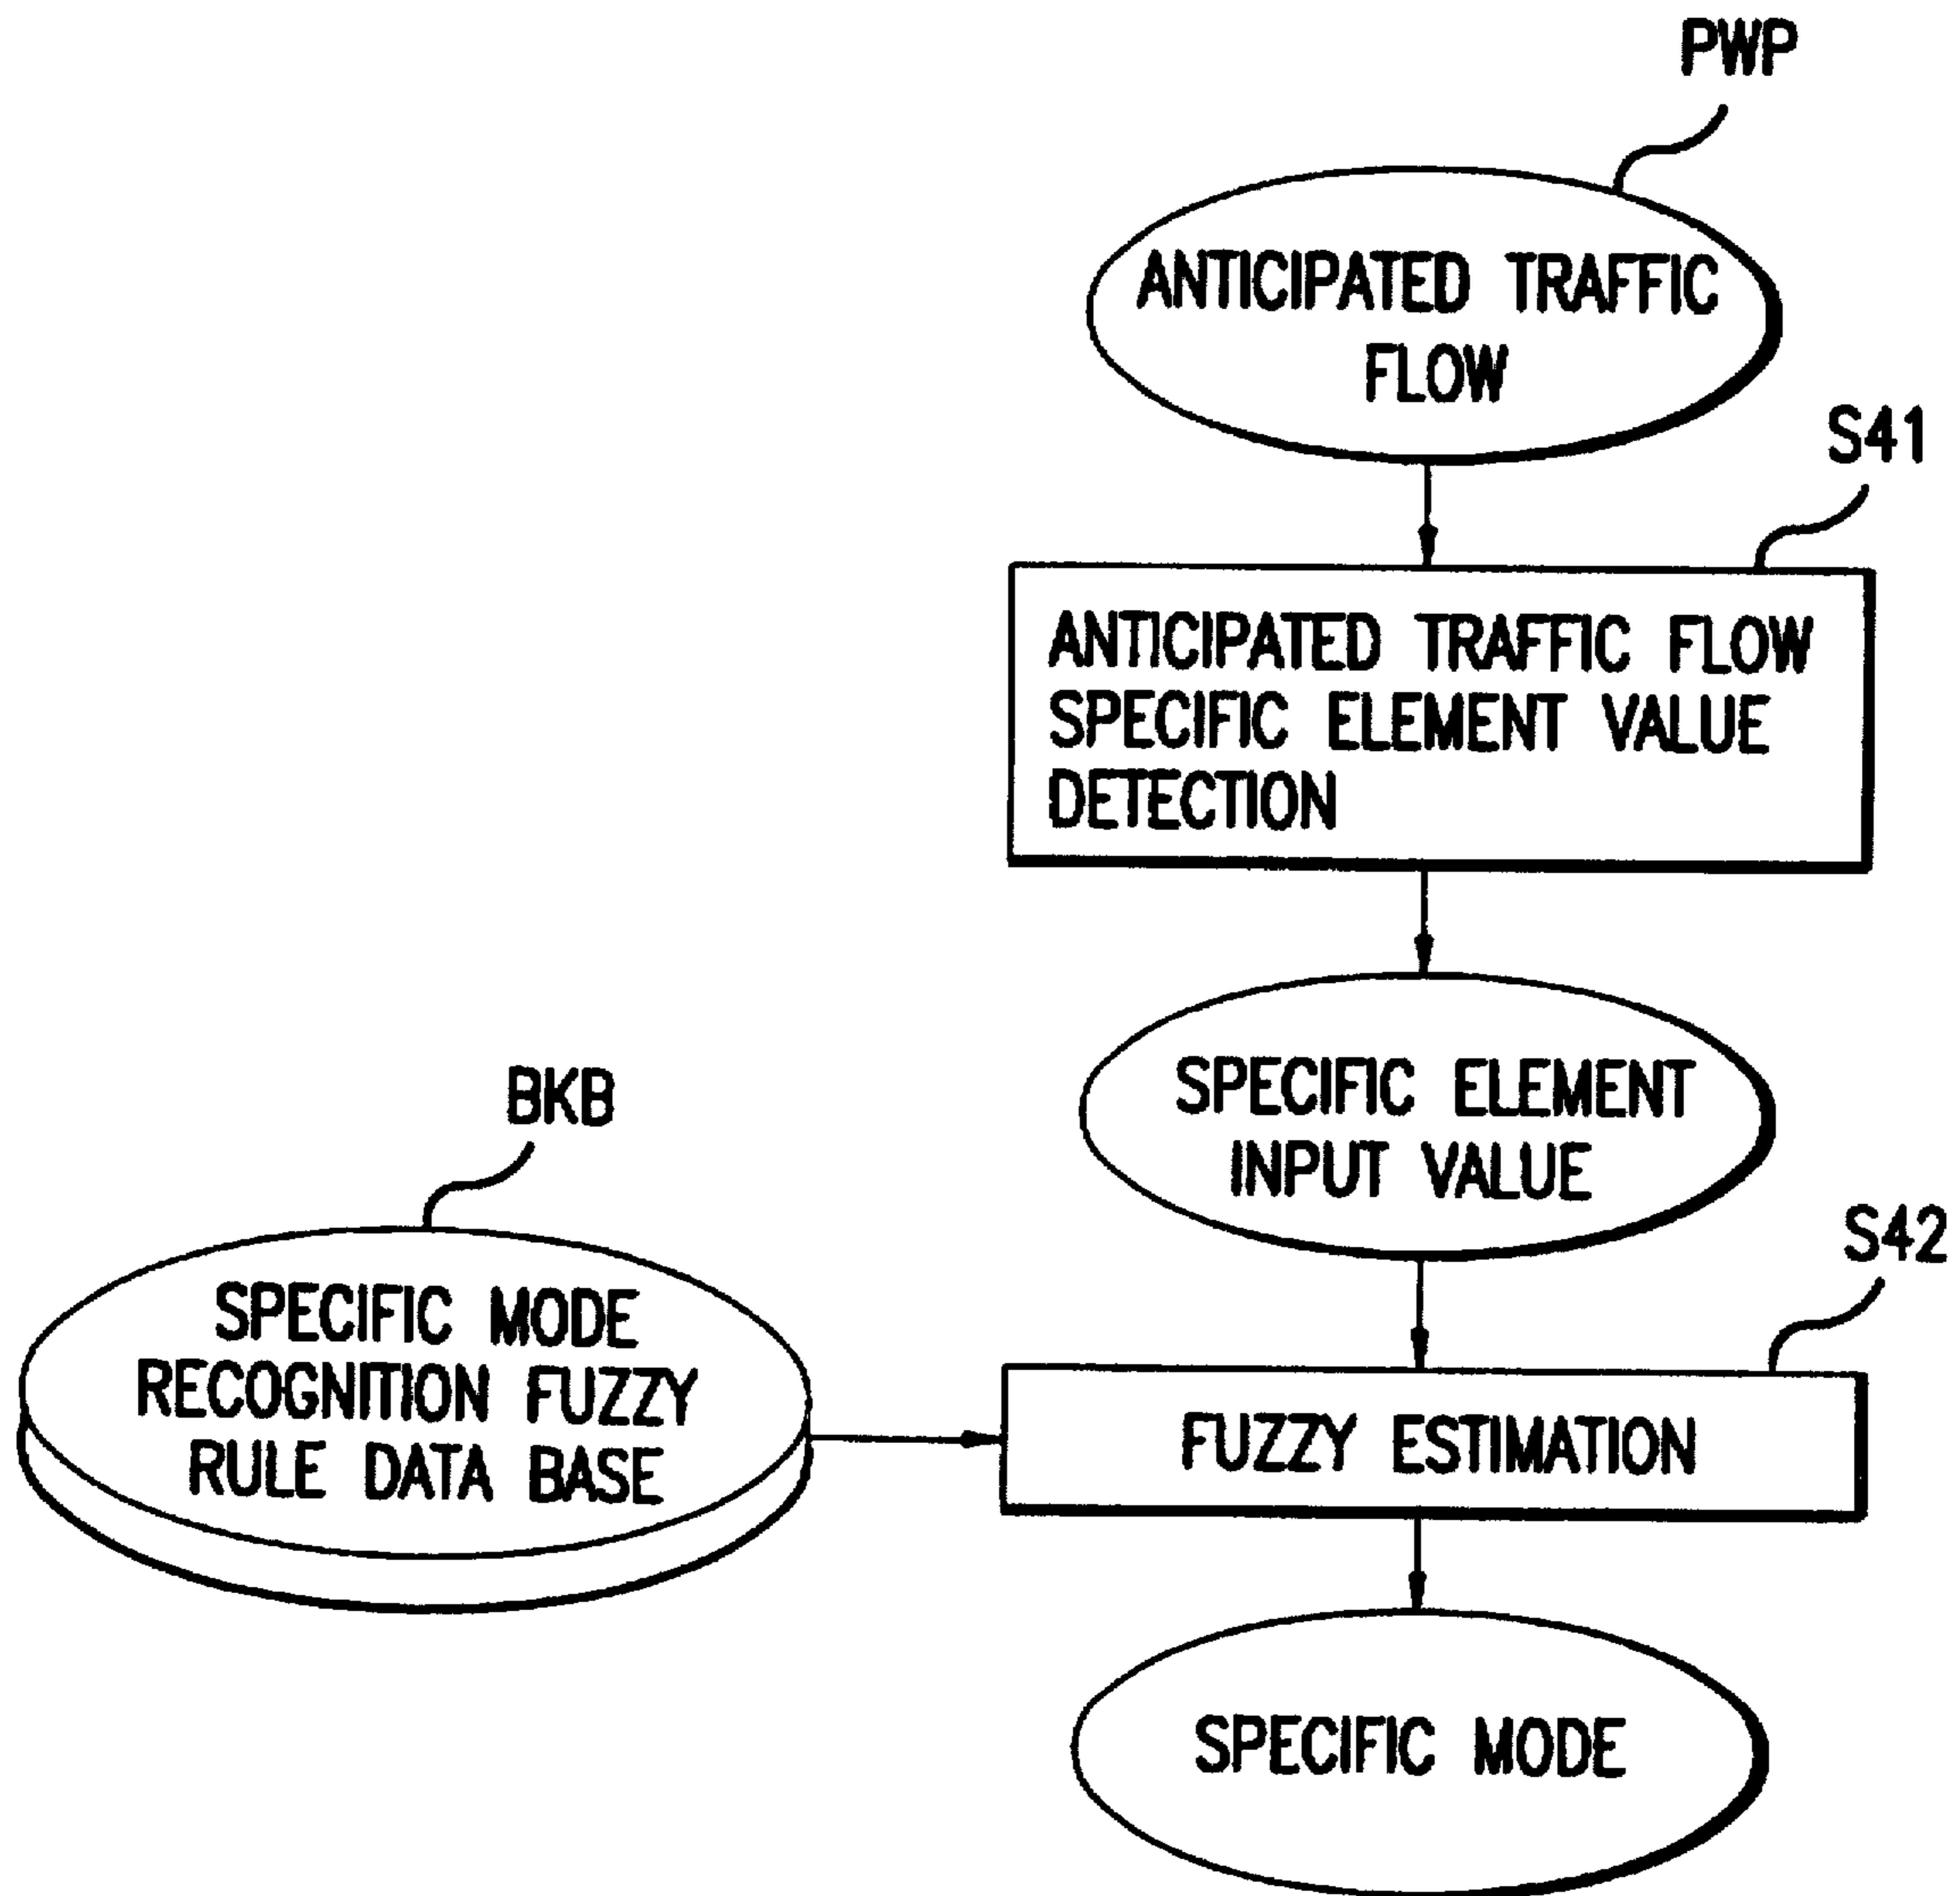 PWP
ANTICIPATED TRAFFIC
FLOW
S41
ANTICIPATED TRAFFIC FLOW
SPECIFIC ELEMENT VALUE
DETECTION
SPECIFIC ELEMENT
INPUT VALUE
BKB
SPECIFIC MODE
RECOGNITION FUZZY
RULE DATA BASE
S42
FUZZY ESTIMATION
SPECIFIC MODE